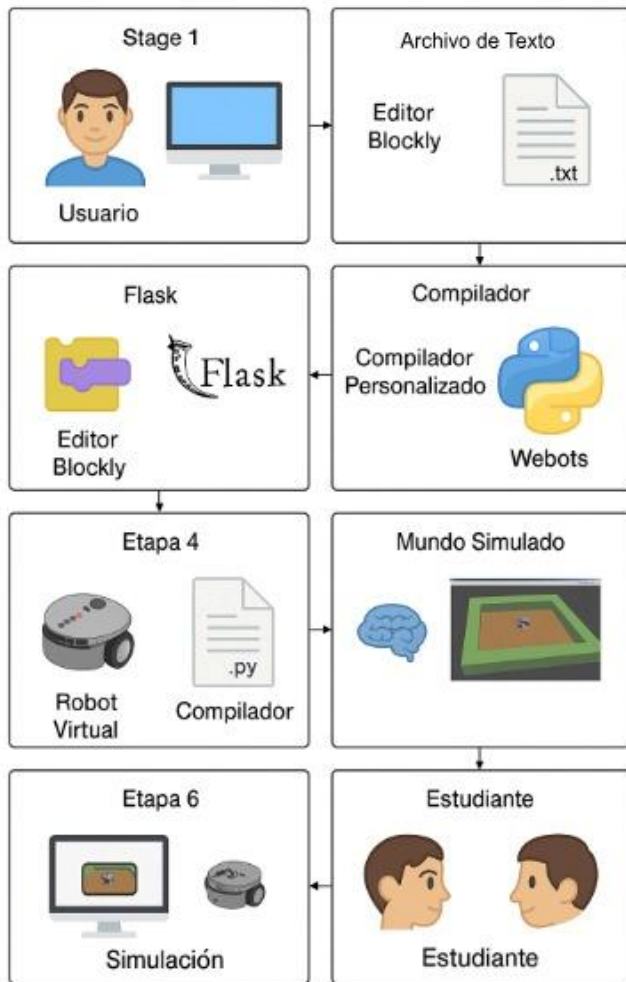 Stage 1
Usuario
Archivo de Texto
Editor
Blockly
.txt
Flask
Flask
Editor
Blockly
Compilador
Compilador
Personalizado
Webots
Etapa 4
.py
Robot
Virtual
Compilador
Mundo Simulado
Etapa 6
Simulación
Estudiante
Estudiante